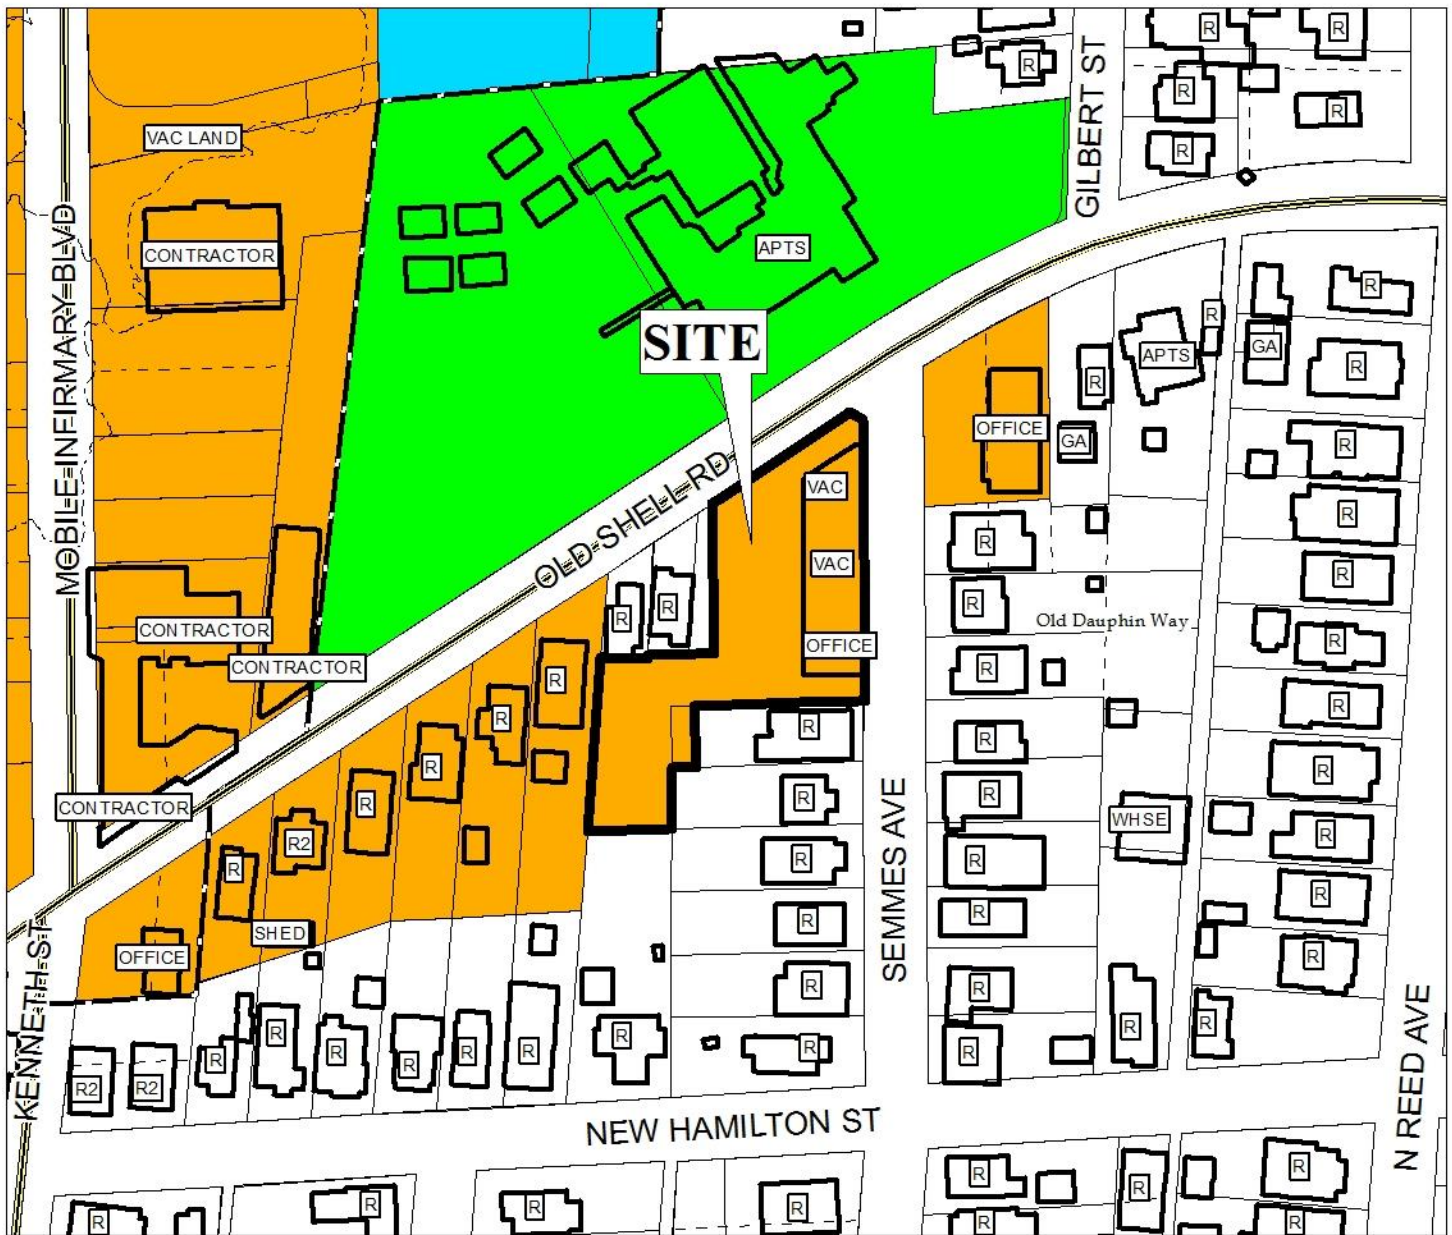 R
R
R
R
R
R
R
GILBERT ST
VAC LAND
CONTRACTOR
MOBILE INFIRMARY BLVD
APTS
SITE
R
R
GA
APTS
R
R
R
OFFICE
GA
R
OLD SHELL RD
VAC
VAC
OFFICE
R
R
R
R
R
R
Old Dauphin Way
R
R
CONTRACTOR
CONTRACTOR
CONTRACTOR
R
R
R
R
R
R2
R
SHED
OFFICE
R
R
R
R
R
R
SEMMES AVE
R
R
R
R
WHSE
R
R
R
R
R
R
R
R
R
KENNETH ST
R2
R2
R
R
R
R
R
R
R
R
R
R
N REED AVE
NEW HAMILTON ST
R
R
R
R
R
R
R
R
R